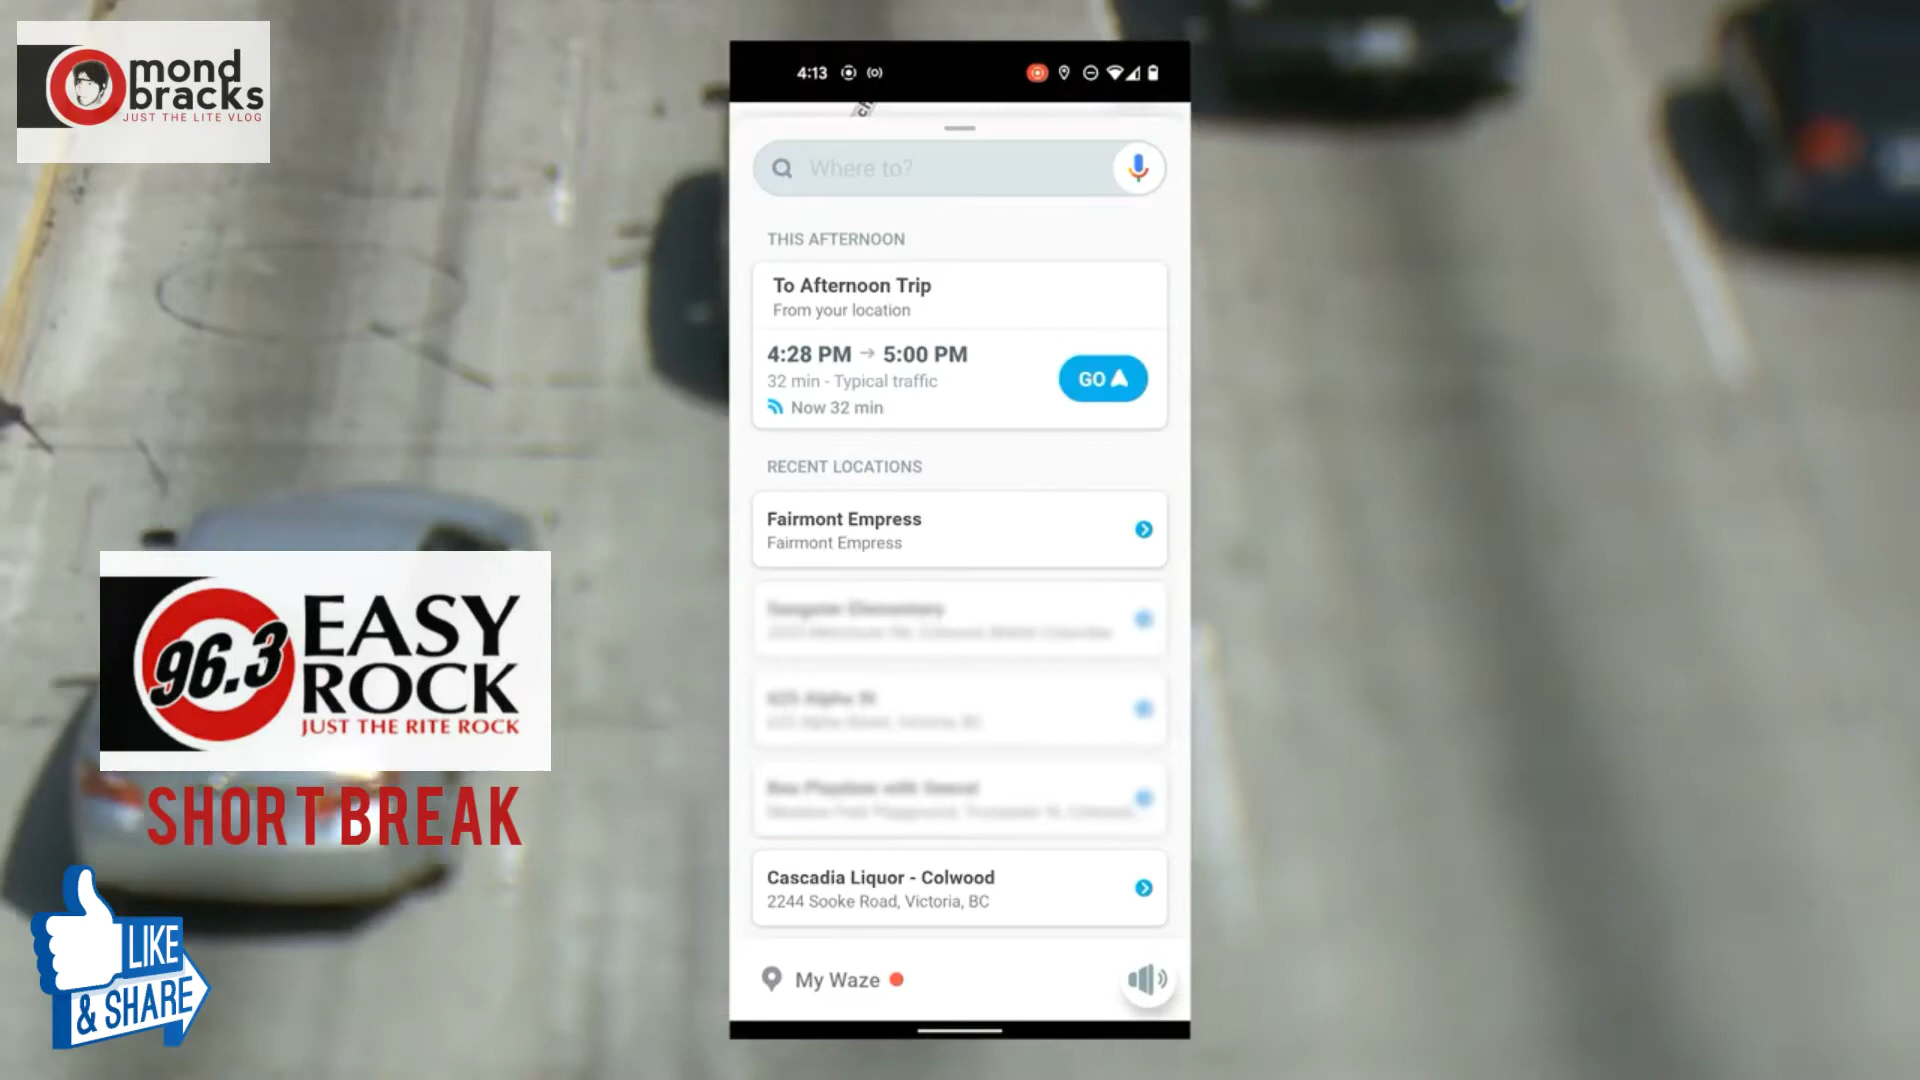 mond
bracks
JUST THE LITE VLOG
4:13
Where to?
THIS AFTERNOON
To Afternoon Trip
From your location
4:28 PM → 5:00 PM
32 min - Typical traffic
Now 32 min
GO
RECENT LOCATIONS
Fairmont Empress
Fairmont Empress
Cascadia Liquor - Colwood
2244 Sooke Road, Victoria, BC
My Waze
96.3
EASY
ROCK
JUST THE RITE ROCK
SHORT BREAK
LIKE
& SHARE